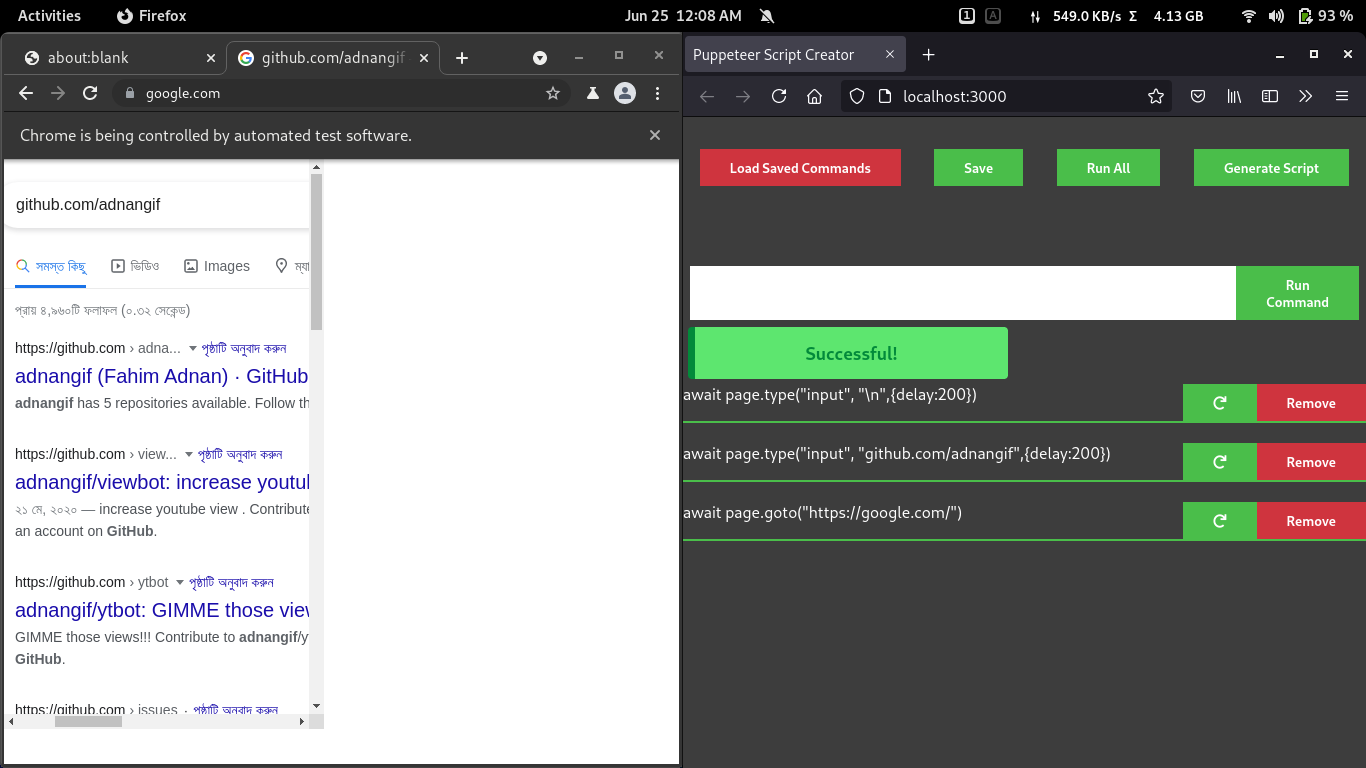 Activities Firefox Jun 25 12:08 AM 1 A 549.0 KB/s Σ 4.13 GB 93 %
about:blank github.com/adnangif
google.com
Chrome is being controlled by automated test software.
github.com/adnangif
সমস্ত কিছু ভিডিও Images ম্যা
প্রায় ৪,৯৬০টি ফলাফল (০.৩২ সেকেন্ড)
https://github.com › adna... পৃষ্ঠাটি অনুবাদ করুন
adnangif (Fahim Adnan) · GitHub
adnangif has 5 repositories available. Follow th
https://github.com › view... পৃষ্ঠাটি অনুবাদ করুন
adnangif/viewbot: increase youtul
২১ মে, ২০২০ — increase youtube view . Contribute
an account on GitHub.
https://github.com › ytbot পৃষ্ঠাটি অনুবাদ করুন
adnangif/ytbot: GIMME those view
GIMME those views!!! Contribute to adnangif/y
GitHub.
https://github.com › issues · পৃষ্ঠাটি অনুবাদ করুন
Puppeteer Script Creator
localhost:3000
Load Saved Commands Save Run All Generate Script
Run
Command
Successful!
await page.type("input", "\n",{delay:200}) Remove
await page.type("input", "github.com/adnangif",{delay:200}) Remove
await page.goto("https://google.com/") Remove